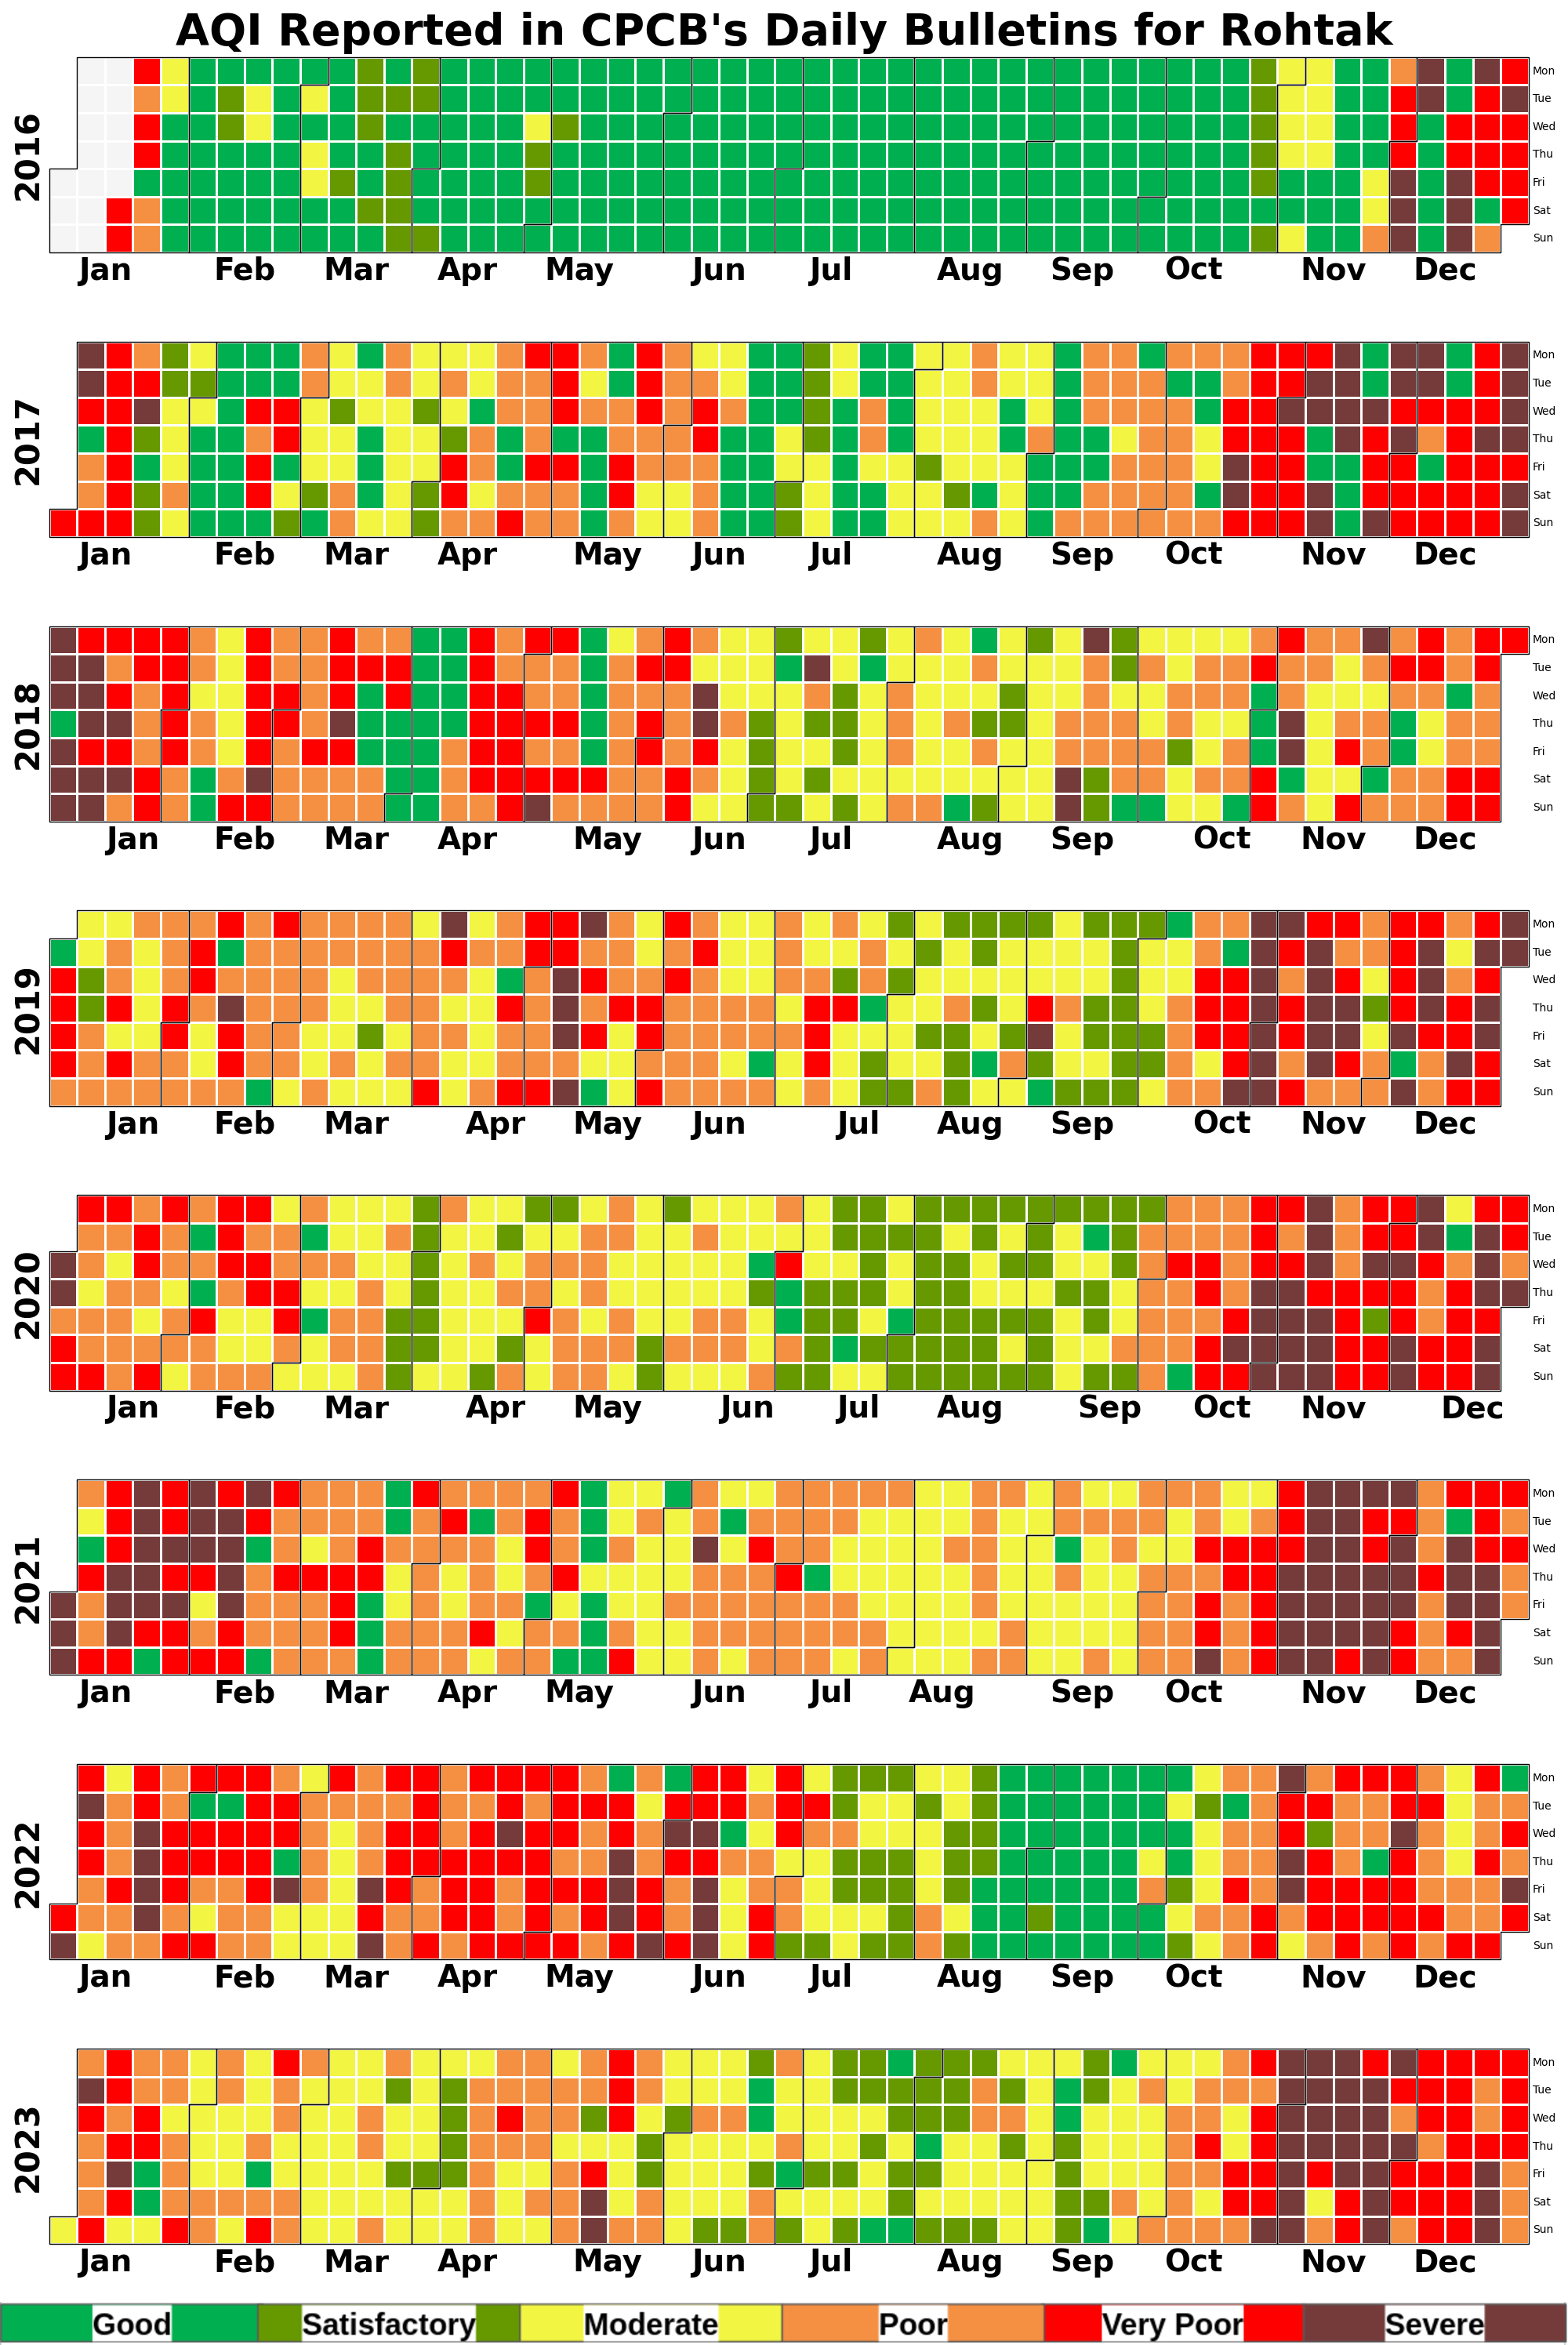 AQI Reported in CPCB's Daily Bulletins for Rohtak
2016
Mon
Tue
Wed
Thu
Fri
Sat
Sun
Jan Feb Mar Apr May Jun Jul Aug Sep Oct Nov Dec
2017
Mon
Tue
Wed
Thu
Fri
Sat
Sun
Jan Feb Mar Apr May Jun Jul Aug Sep Oct Nov Dec
2018
Mon
Tue
Wed
Thu
Fri
Sat
Sun
Jan Feb Mar Apr May Jun Jul Aug Sep Oct Nov Dec
2019
Mon
Tue
Wed
Thu
Fri
Sat
Sun
Jan Feb Mar Apr May Jun Jul Aug Sep Oct Nov Dec
2020
Mon
Tue
Wed
Thu
Fri
Sat
Sun
Jan Feb Mar Apr May Jun Jul Aug Sep Oct Nov Dec
2021
Mon
Tue
Wed
Thu
Fri
Sat
Sun
Jan Feb Mar Apr May Jun Jul Aug Sep Oct Nov Dec
2022
Mon
Tue
Wed
Thu
Fri
Sat
Sun
Jan Feb Mar Apr May Jun Jul Aug Sep Oct Nov Dec
2023
Mon
Tue
Wed
Thu
Fri
Sat
Sun
Jan Feb Mar Apr May Jun Jul Aug Sep Oct Nov Dec
Good Satisfactory Moderate Poor Very Poor Severe